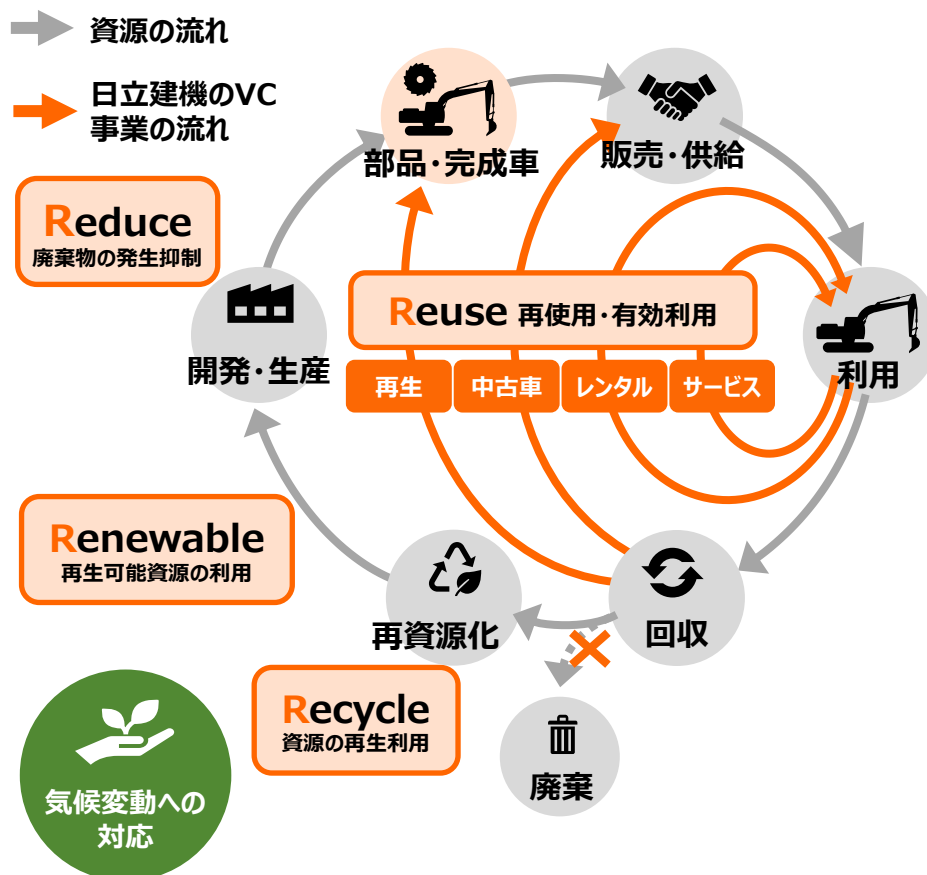 資源の流れ
日立建機のVC
事業の流れ
部品・完成車
販売・供給
Reduce
廃棄物の発生抑制
Reuse 再使用・有効利用
開発・生産
再生
中古車
レンタル
サービス
利用
Renewable
再生可能資源の利用
再資源化
回収
Recycle
資源の再生利用
廃棄
気候変動への
対応